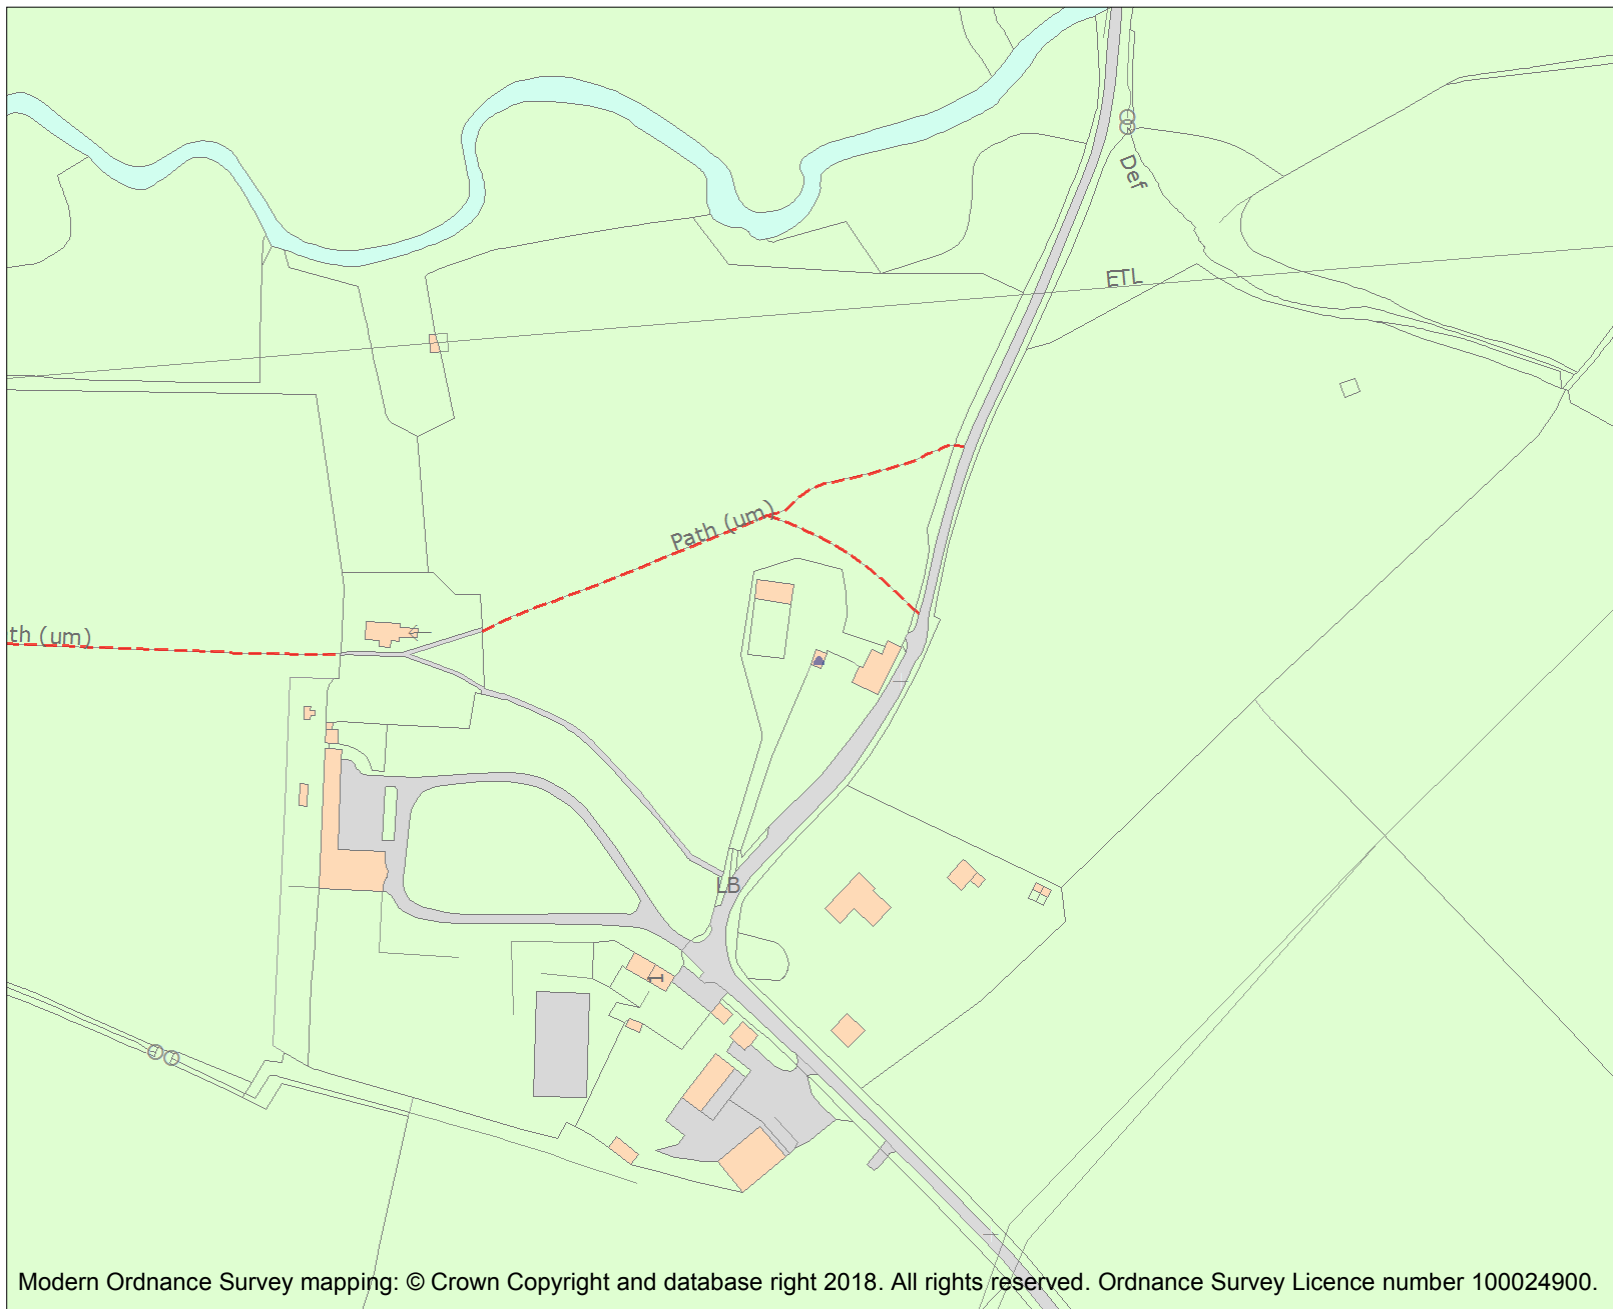 Def
ETL
Path (um)
th (um)
LB
1
Modern Ordnance Survey mapping: © Crown Copyright and database right 2018. All rights reserved. Ordnance Survey Licence number 100024900.